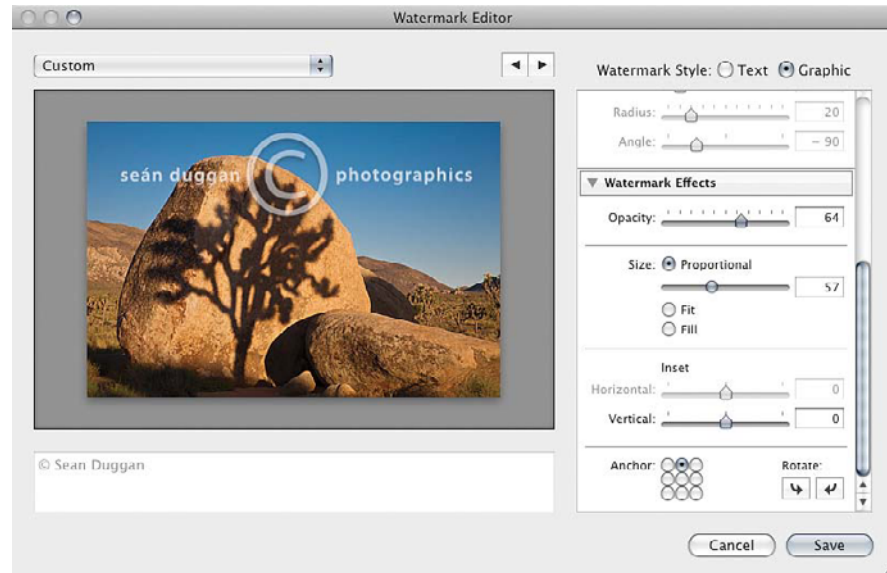 Watermark Editor
Custom
Watermark Style: Text Graphic
seán duggan © photographics
© Sean Duggan
Radius: 20
Angle: - 90
Watermark Effects
Opacity: 64
Size: Proportional
57
Fit
Fill
Inset
Horizontal: 0
Vertical: 0
Anchor: Rotate:
Cancel Save